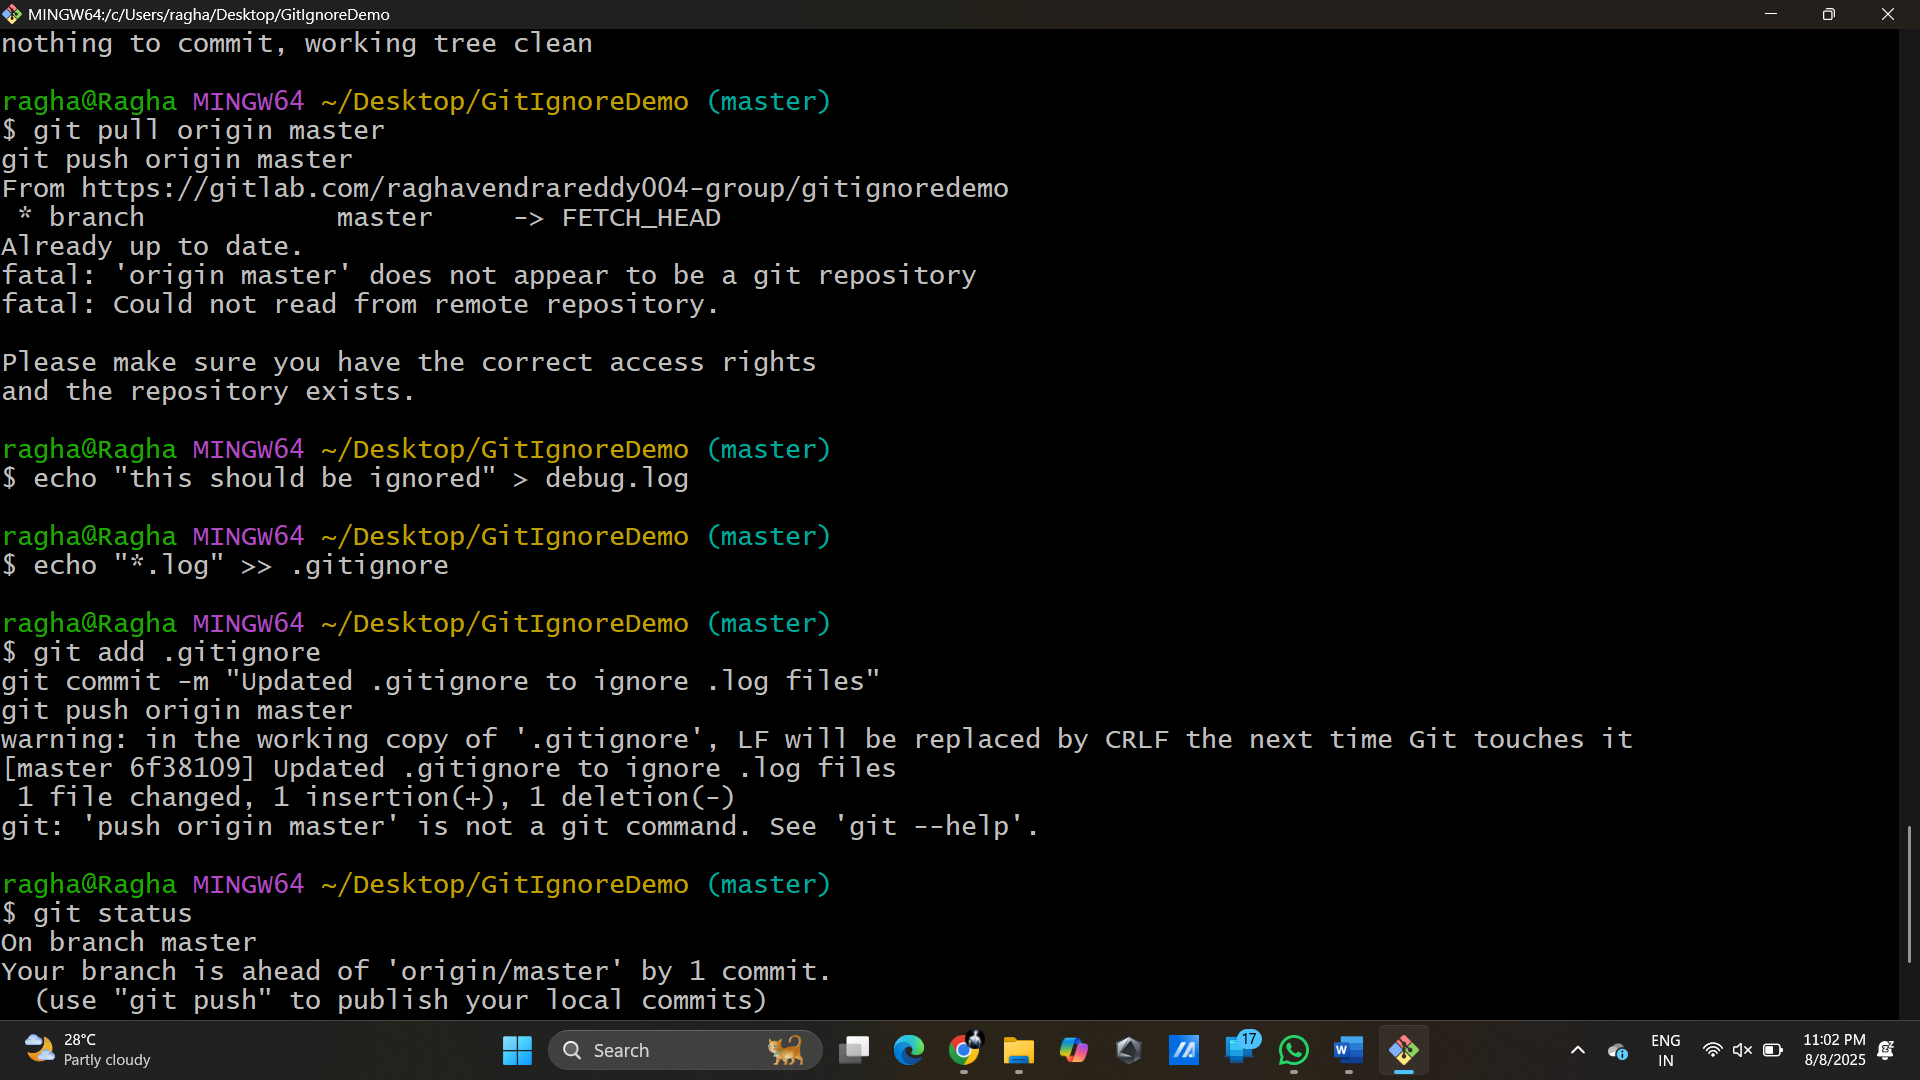 MINGW64:/c/Users/ragha/Desktop/GitIgnoreDemo
nothing to commit, working tree clean
ragha@Ragha MINGW64 ~/Desktop/GitIgnoreDemo (master)
$ git pull origin master
git push origin master
From https://gitlab.com/raghavendrareddy004-group/gitignoredemo
 * branch            master     -> FETCH_HEAD
Already up to date.
fatal: 'origin master' does not appear to be a git repository
fatal: Could not read from remote repository.
Please make sure you have the correct access rights
and the repository exists.
ragha@Ragha MINGW64 ~/Desktop/GitIgnoreDemo (master)
$ echo "this should be ignored" > debug.log
ragha@Ragha MINGW64 ~/Desktop/GitIgnoreDemo (master)
$ echo "*.log" >> .gitignore
ragha@Ragha MINGW64 ~/Desktop/GitIgnoreDemo (master)
$ git add .gitignore
git commit -m "Updated .gitignore to ignore .log files"
git push origin master
warning: in the working copy of '.gitignore', LF will be replaced by CRLF the next time Git touches it
[master 6f38109] Updated .gitignore to ignore .log files
 1 file changed, 1 insertion(+), 1 deletion(-)
git: 'push origin master' is not a git command. See 'git --help'.
ragha@Ragha MINGW64 ~/Desktop/GitIgnoreDemo (master)
$ git status
On branch master
Your branch is ahead of 'origin/master' by 1 commit.
  (use "git push" to publish your local commits)
28°C
Partly cloudy
Search
17
W
ENG
IN
11:02 PM
8/8/2025